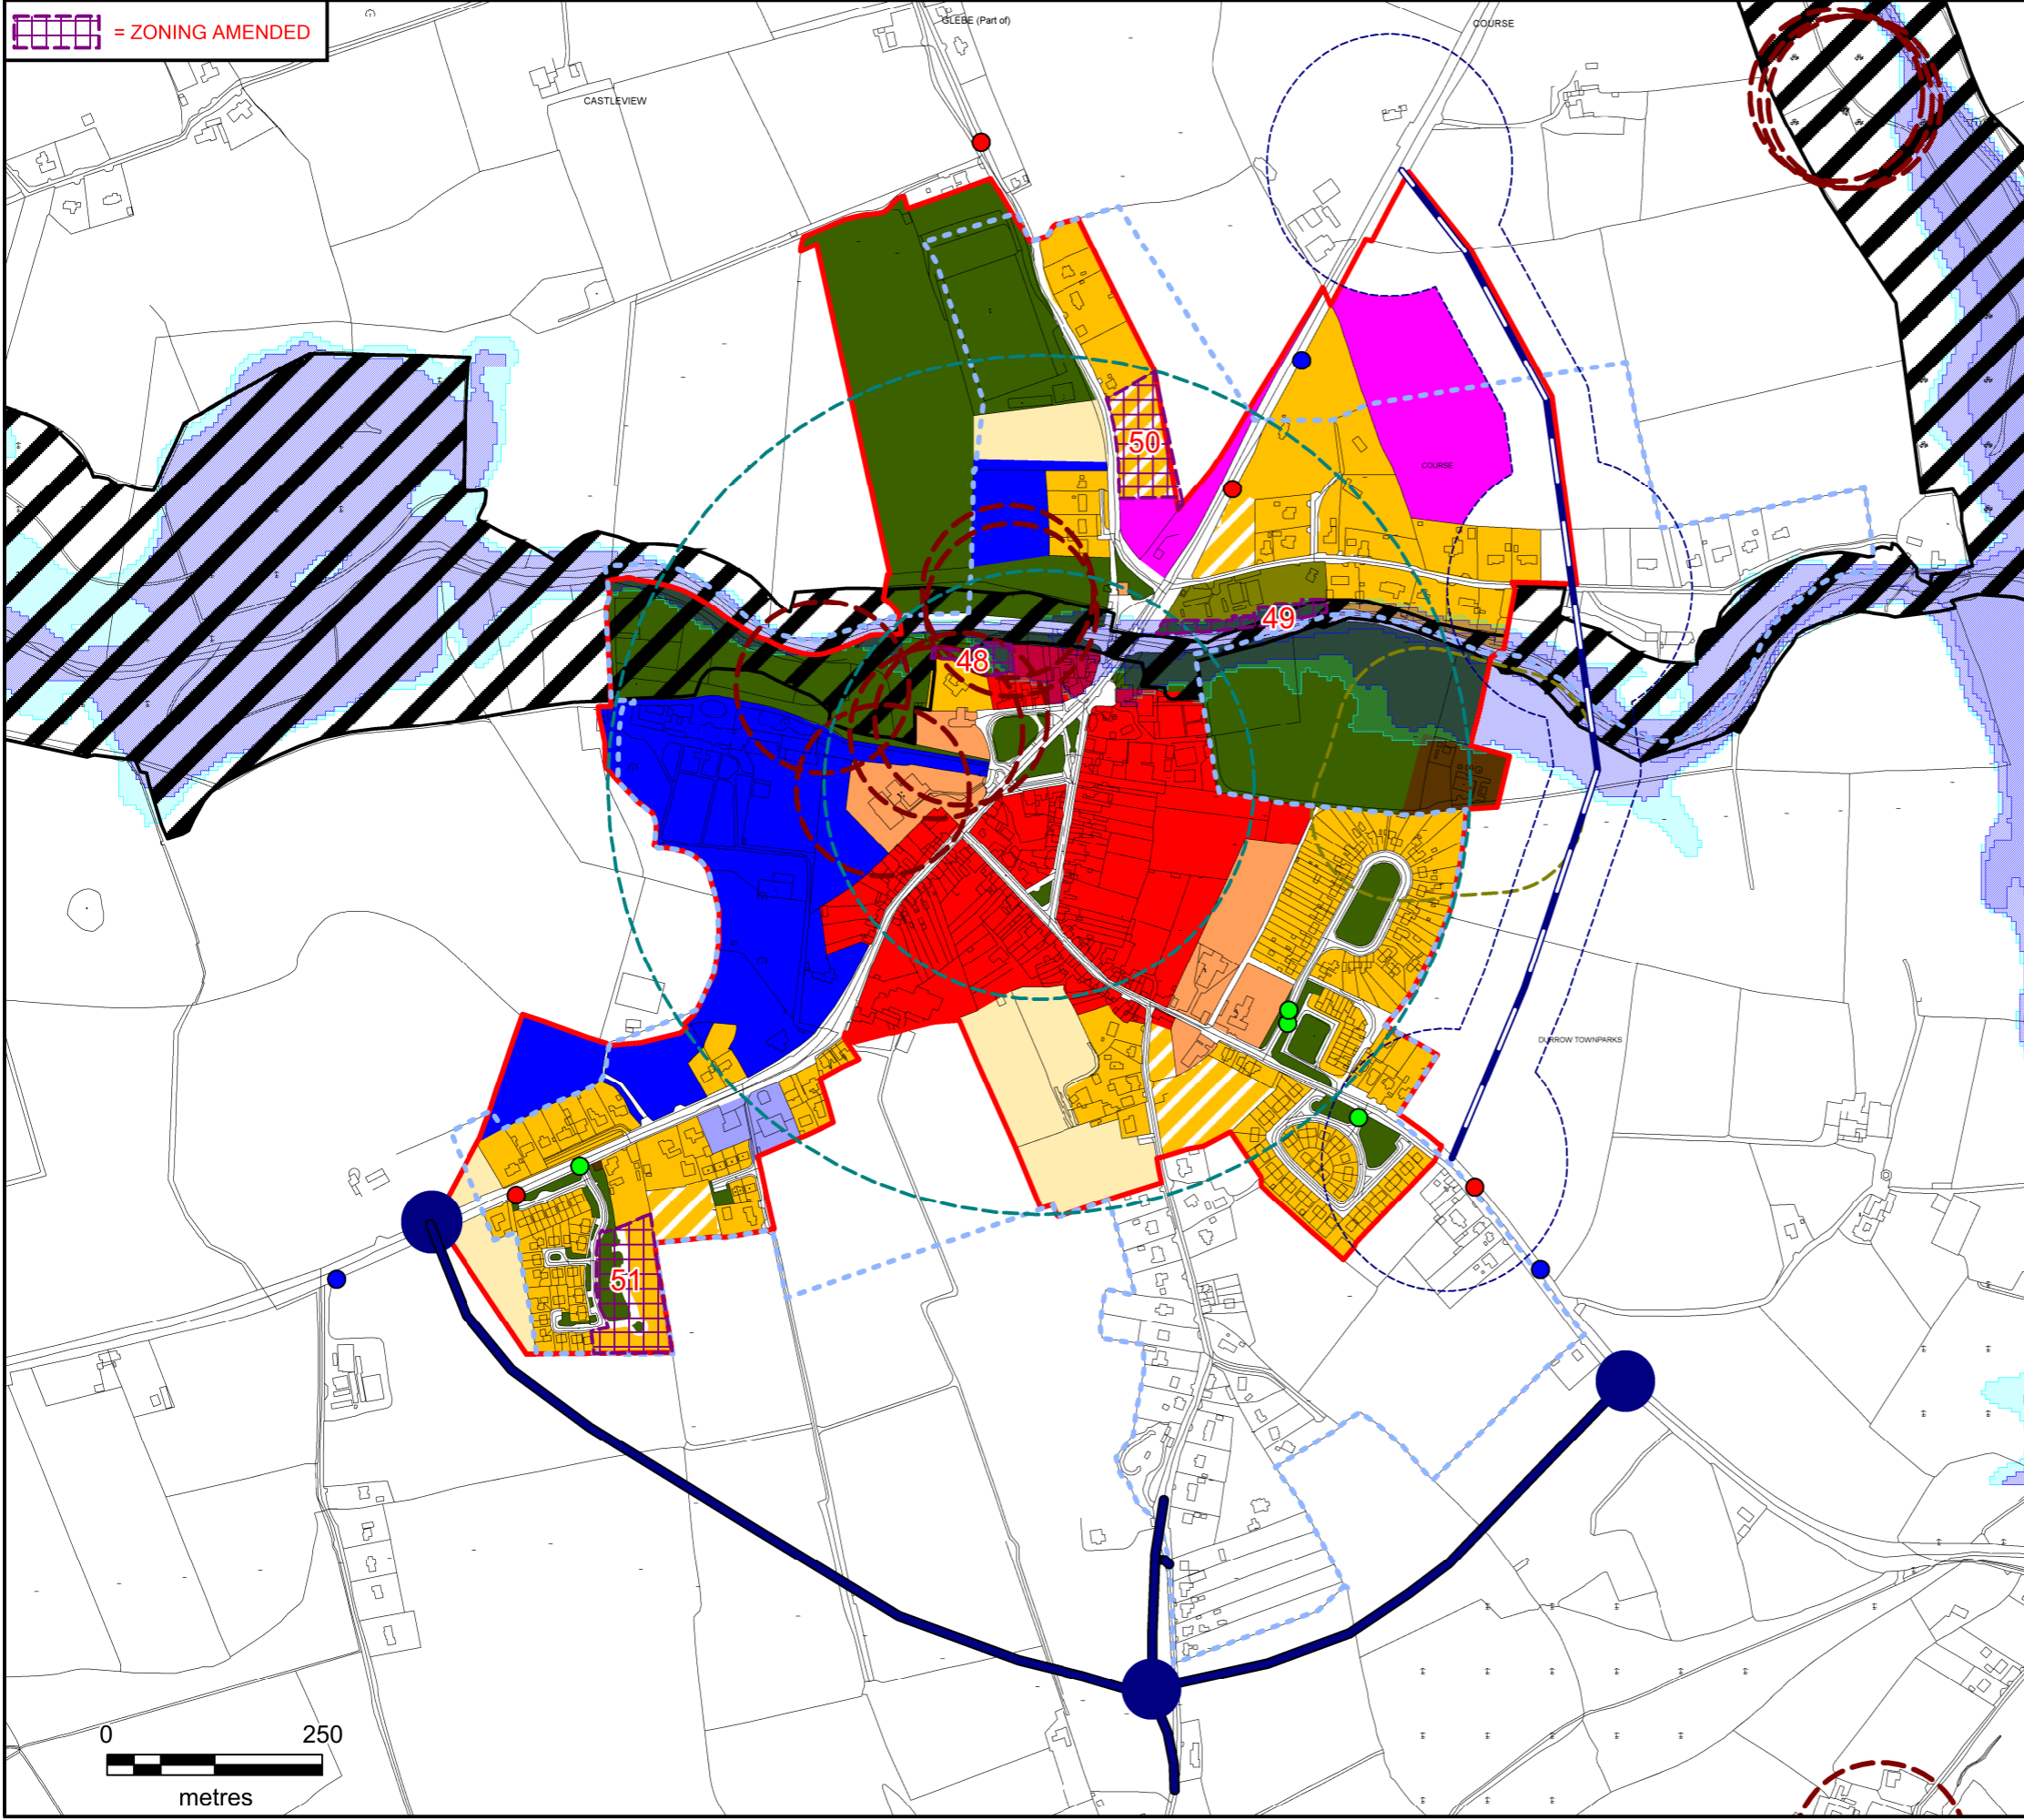 = ZONING AMENDED
GLEBE (Part of)
COURSE
CASTLEVIEW
50
COURSE
49
48
DURROW TOWNPARKS
51
0 250
metres